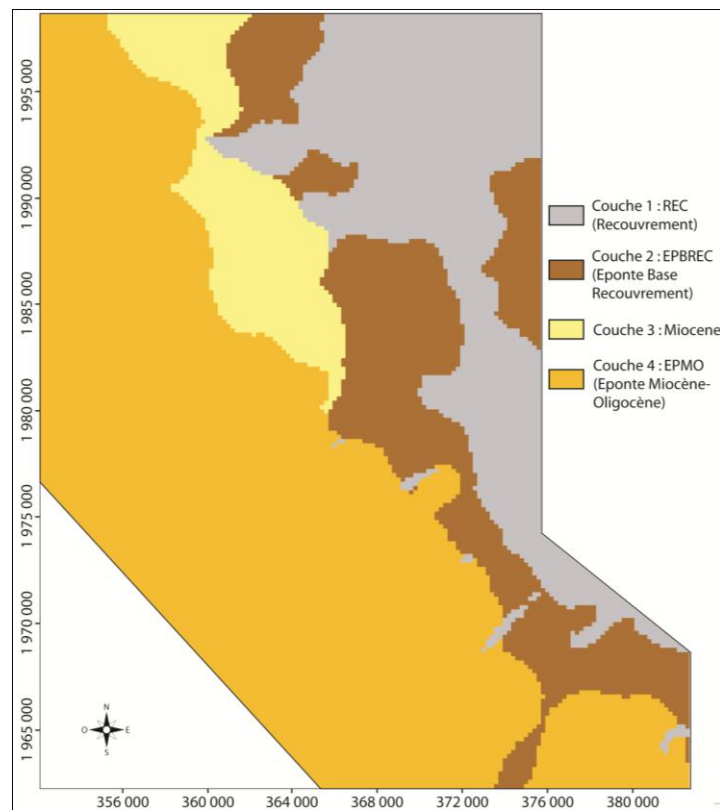 1 995 000
1 990 000
1 985 000
1 980 000
1 975 000
1 970 000
1 965 000
Couche 1 : REC
(Recouvrement)
Couche 2 : EPBREC
(Eponte Base
Recouvrement)
Couche 3 : Miocene
Couche 4 : EPMO
(Eponte Miocène-
Oligocène)
N
O E
S
356 000 360 000 364 000 368 000 372 000 376 000 380 000